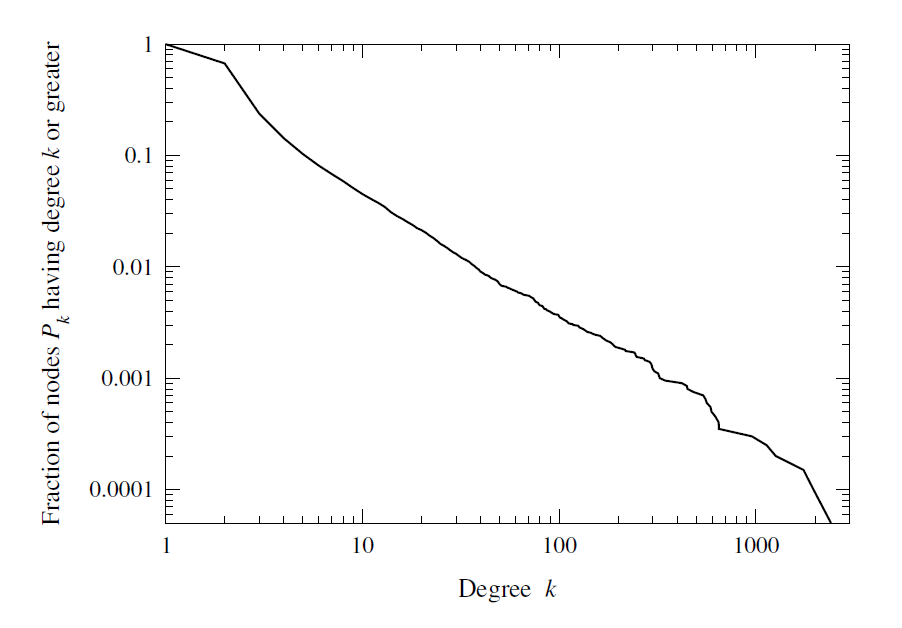 Fraction of nodes P_k having degree k or greater
1
0.1
0.01
0.001
0.0001
1 10 100 1000
Degree k